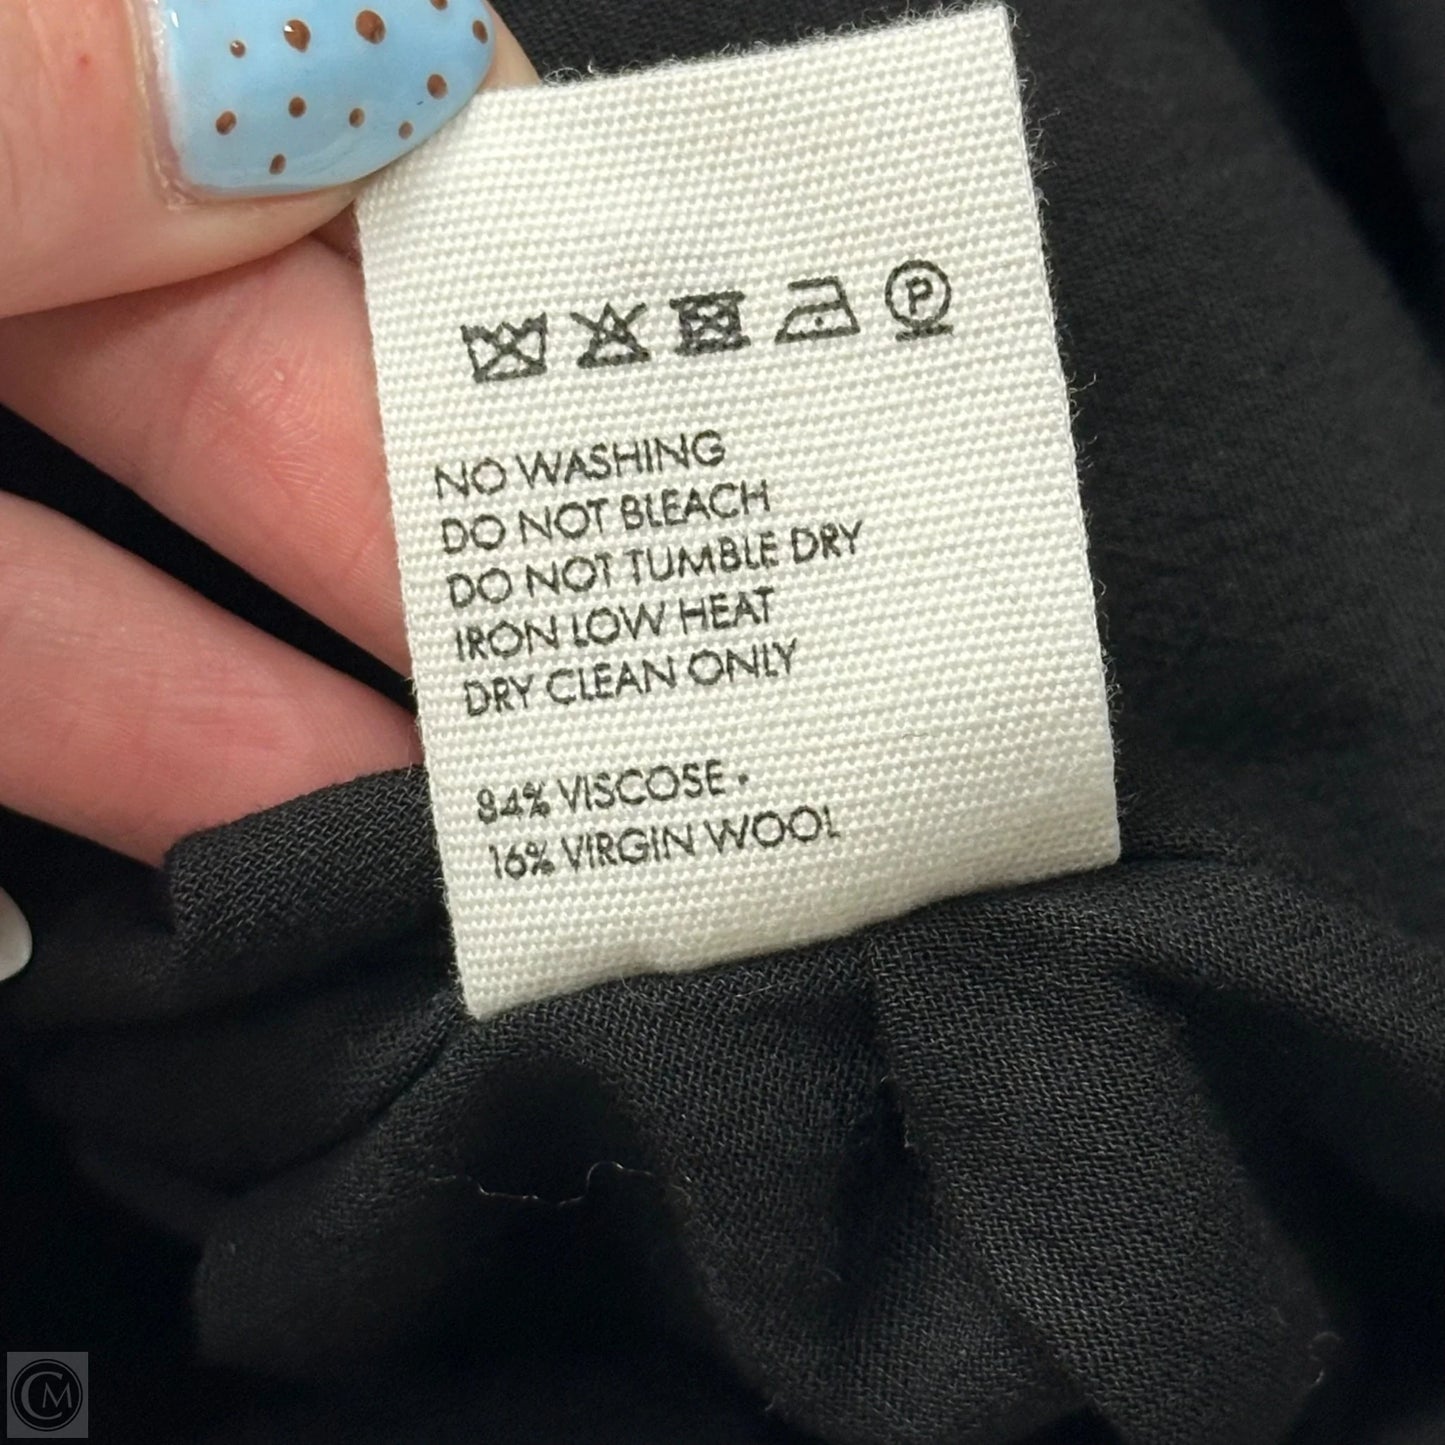 P
NO WASHING
DO NOT BLEACH
DO NOT TUMBLE DRY
IRON LOW HEAT
DRY CLEAN ONLY
84% VISCOSE.
16% VIRGIN WOOL
CM